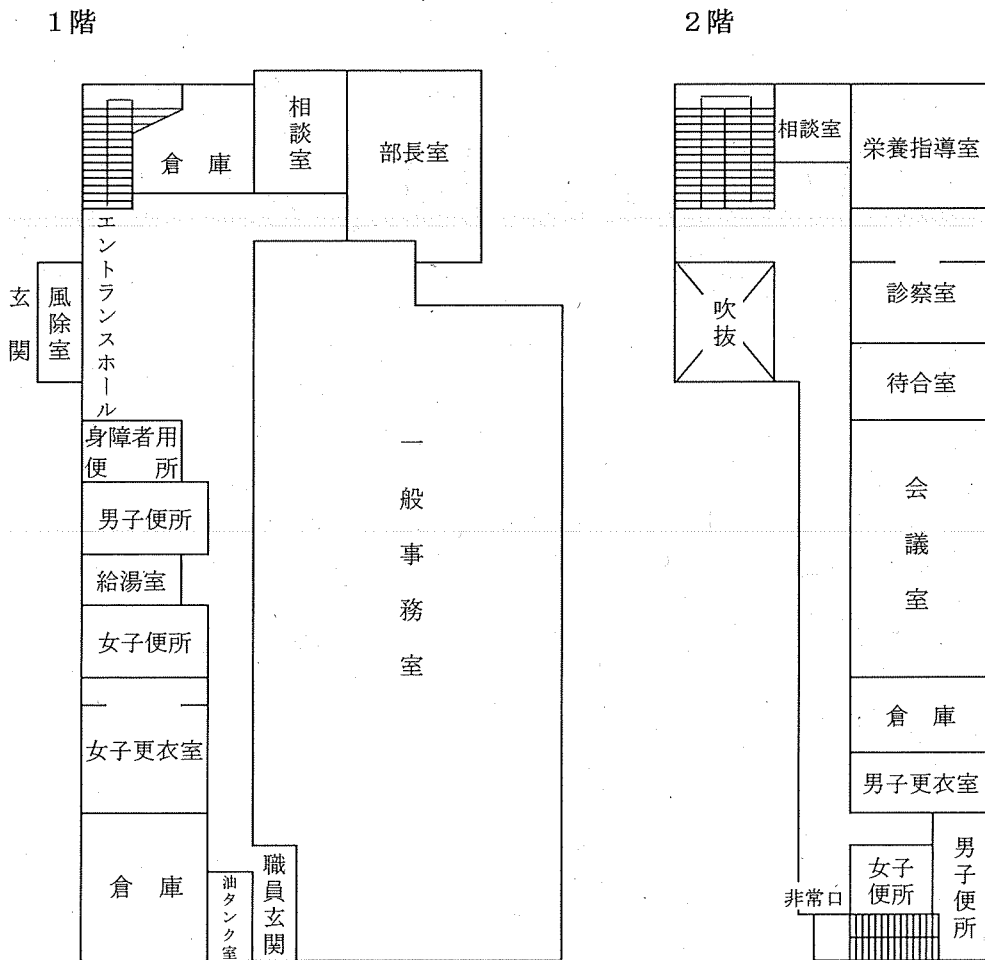 1階
倉庫
相談室
部長室
エントランスホール
玄関
風除室
身障者用
便所
男子便所
給湯室
女子便所
女子更衣室
倉庫
油タンク室
職員玄関
一般事務室
2階
相談室
栄養指導室
吹抜
診察室
待合室
会議室
倉庫
男子更衣室
女子
便所
男子便所
非常口